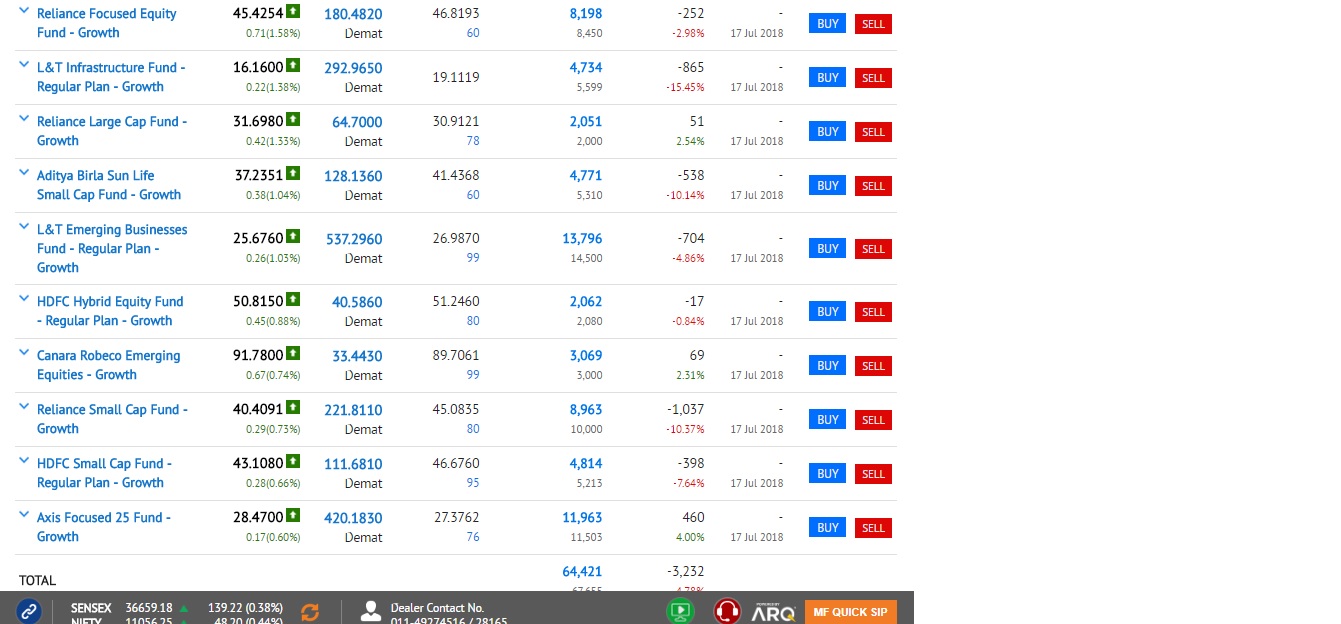 Reliance Focused Equity 45.4254 180.4820 46.8193 8,198 -252 - BUY SELL
Fund - Growth 0.71(1.58%) Demat 60 8,450 -2.98% 17 Jul 2018
L&T Infrastructure Fund - 16.1600 292.9650 19.1119 4,734 -865 - BUY SELL
Regular Plan - Growth 0.22(1.38%) Demat 5,599 -15.45% 17 Jul 2018
Reliance Large Cap Fund - 31.6980 64.7000 30.9121 2,051 51 - BUY SELL
Growth 0.42(1.33%) Demat 78 2,000 2.54% 17 Jul 2018
Aditya Birla Sun Life 37.2351 128.1360 41.4368 4,771 -538 - BUY SELL
Small Cap Fund - Growth 0.38(1.04%) Demat 60 5,310 -10.14% 17 Jul 2018
L&T Emerging Businesses
Fund - Regular Plan - 25.6760 537.2960 26.9870 13,796 -704 - BUY SELL
Growth 0.26(1.03%) Demat 99 14,500 -4.86% 17 Jul 2018
HDFC Hybrid Equity Fund 50.8150 40.5860 51.2460 2,062 -17 - BUY SELL
- Regular Plan - Growth 0.45(0.88%) Demat 80 2,080 -0.84% 17 Jul 2018
Canara Robeco Emerging 91.7800 33.4430 89.7061 3,069 69 - BUY SELL
Equities - Growth 0.67(0.74%) Demat 99 3,000 2.31% 17 Jul 2018
Reliance Small Cap Fund - 40.4091 221.8110 45.0835 8,963 -1,037 - BUY SELL
Growth 0.29(0.73%) Demat 80 10,000 -10.37% 17 Jul 2018
HDFC Small Cap Fund - 43.1080 111.6810 46.6760 4,814 -398 - BUY SELL
Regular Plan - Growth 0.28(0.66%) Demat 95 5,213 -7.64% 17 Jul 2018
Axis Focused 25 Fund - 28.4700 420.1830 27.3762 11,963 460 - BUY SELL
Growth 0.17(0.60%) Demat 76 11,503 4.00% 17 Jul 2018
TOTAL 64,421 -3,232
SENSEX 36659.18 139.22 (0.38%) Dealer Contact No. POWERED BY ARQ MF QUICK SIP
NIFTY 11056.25 48.20 (0.44%) 011-49274516 / 28165